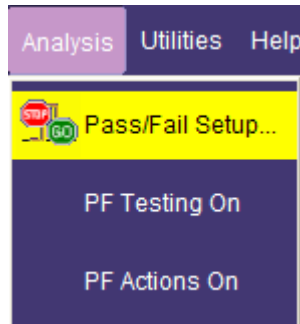 Analysis Utilities Help
STOP GO Pass/Fail Setup...
PF Testing On
PF Actions On